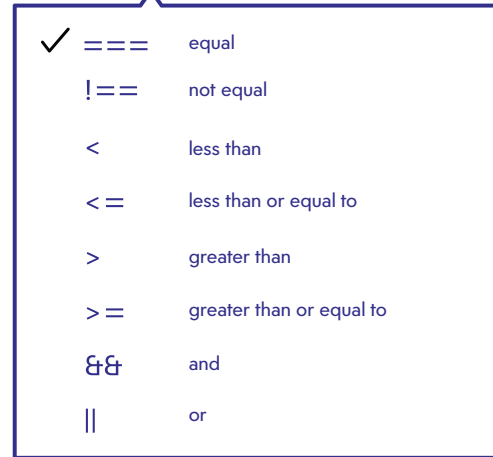 === equal
!== not equal
< less than
<= less than or equal to
> greater than
>= greater than or equal to
&& and
|| or